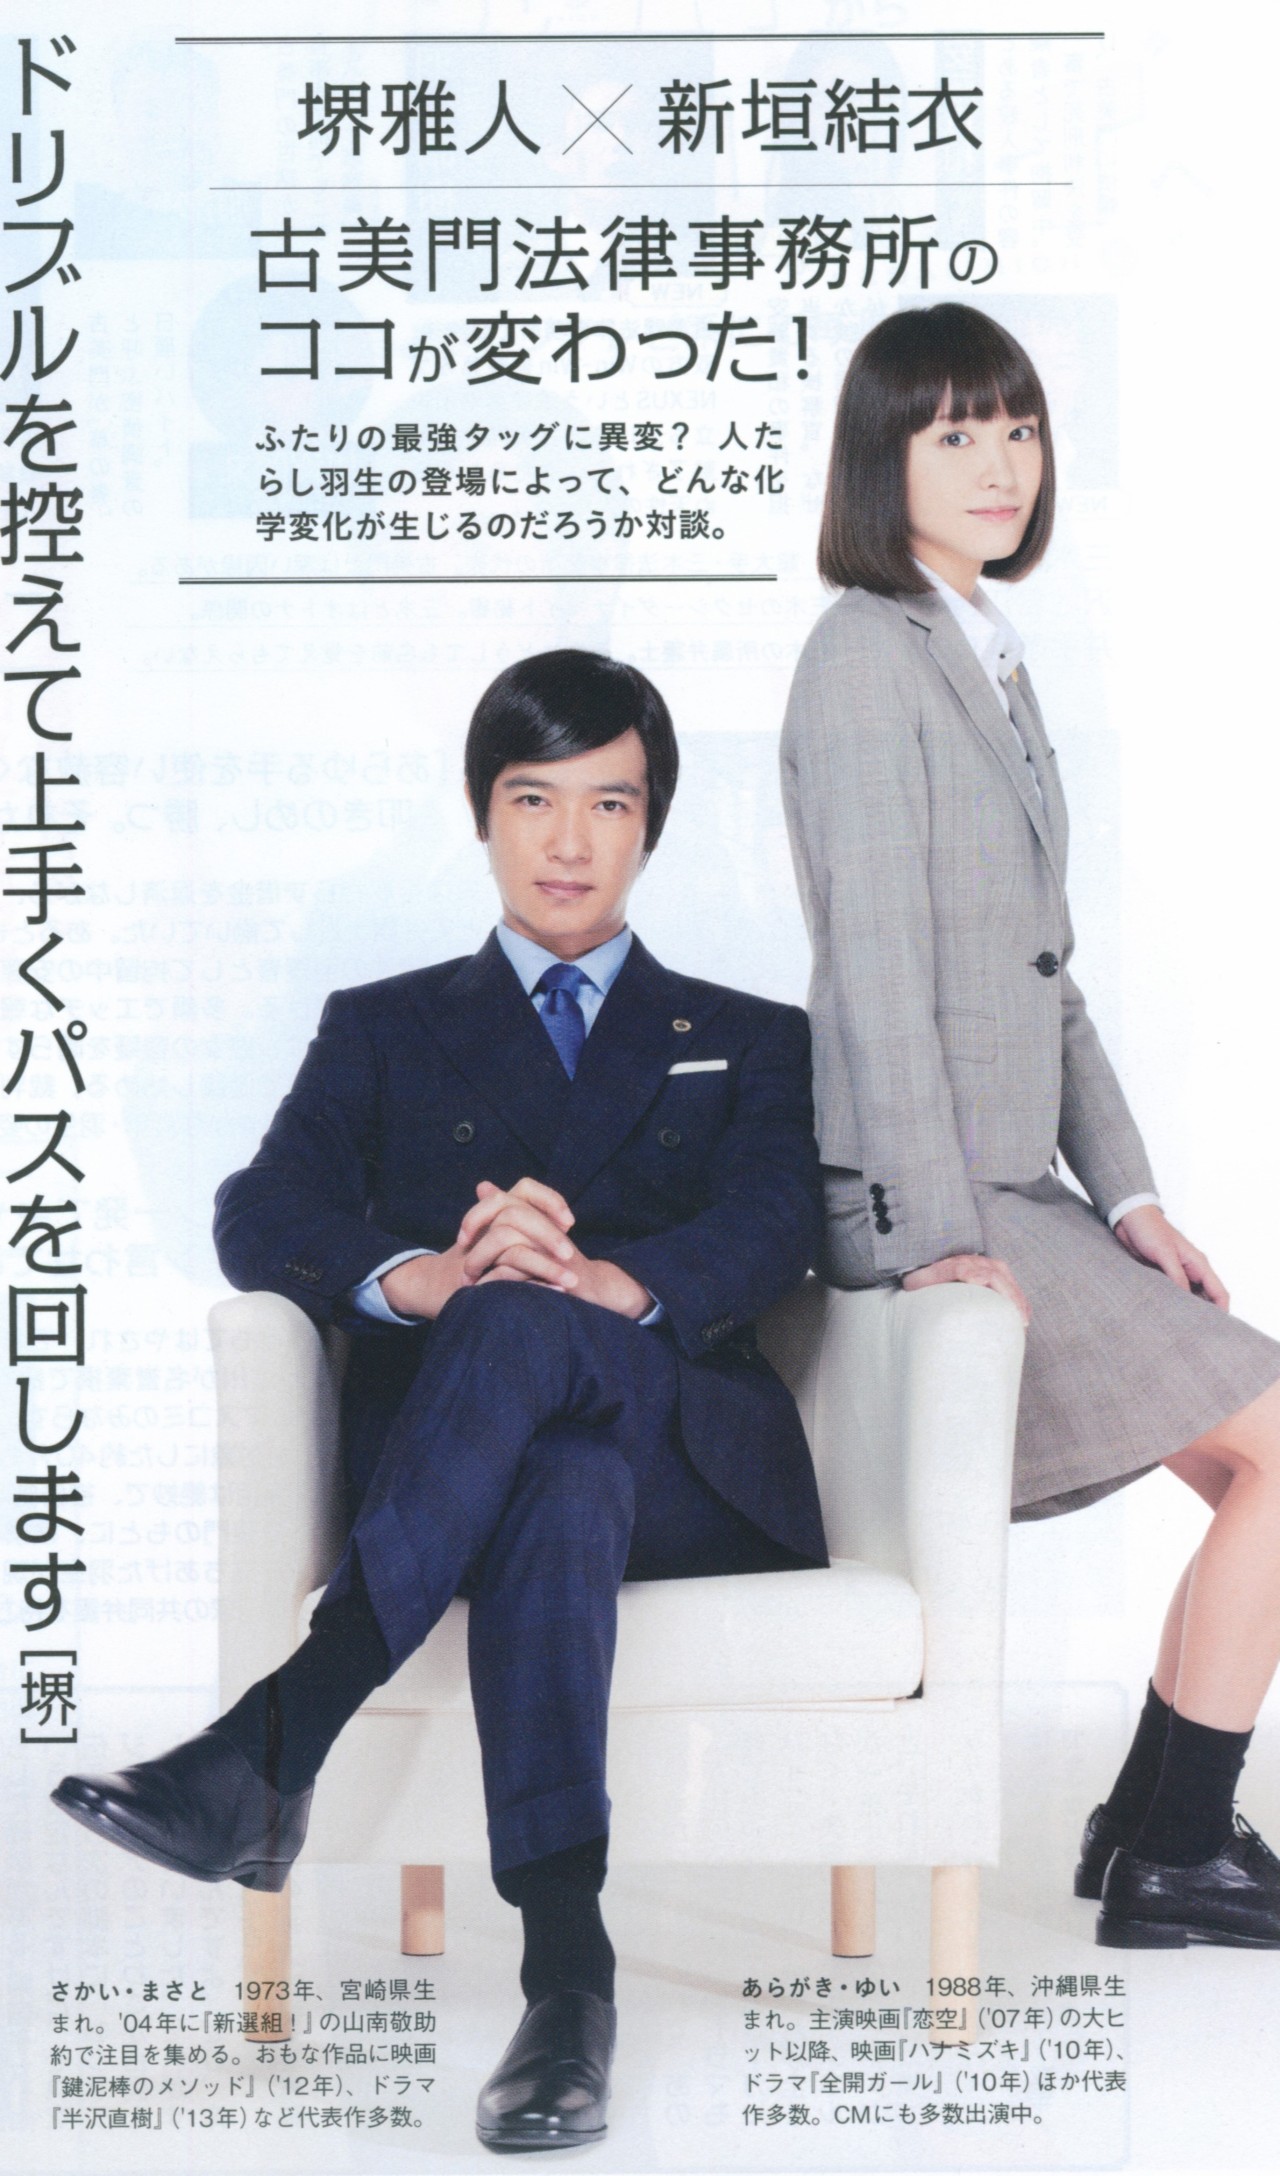 堺雅人×新垣結衣
古美門法律事務所の
ココが変わった!
ふたりの最強タッグに異変? 人た
らし羽生の登場によって、どんな化
学変化が生じるのだろうか対談。
ドリブルを控えて上手くパスを回します[堺]
さかい・まさと 1973年、宮崎県生
まれ。'04年に『新選組!』の山南敬助
約で注目を集める。おもな作品に映画
『鍵泥棒のメソッド』('12年)、ドラマ
『半沢直樹』('13年)など代表作多数。
あらがき・ゆい 1988年、沖縄県生
まれ。主演映画『恋空』('07年)の大ヒ
ット以降、映画『ハナミズキ』('10年)、
ドラマ『全開ガール』('10年)ほか代表
作多数。CMにも多数出演中。